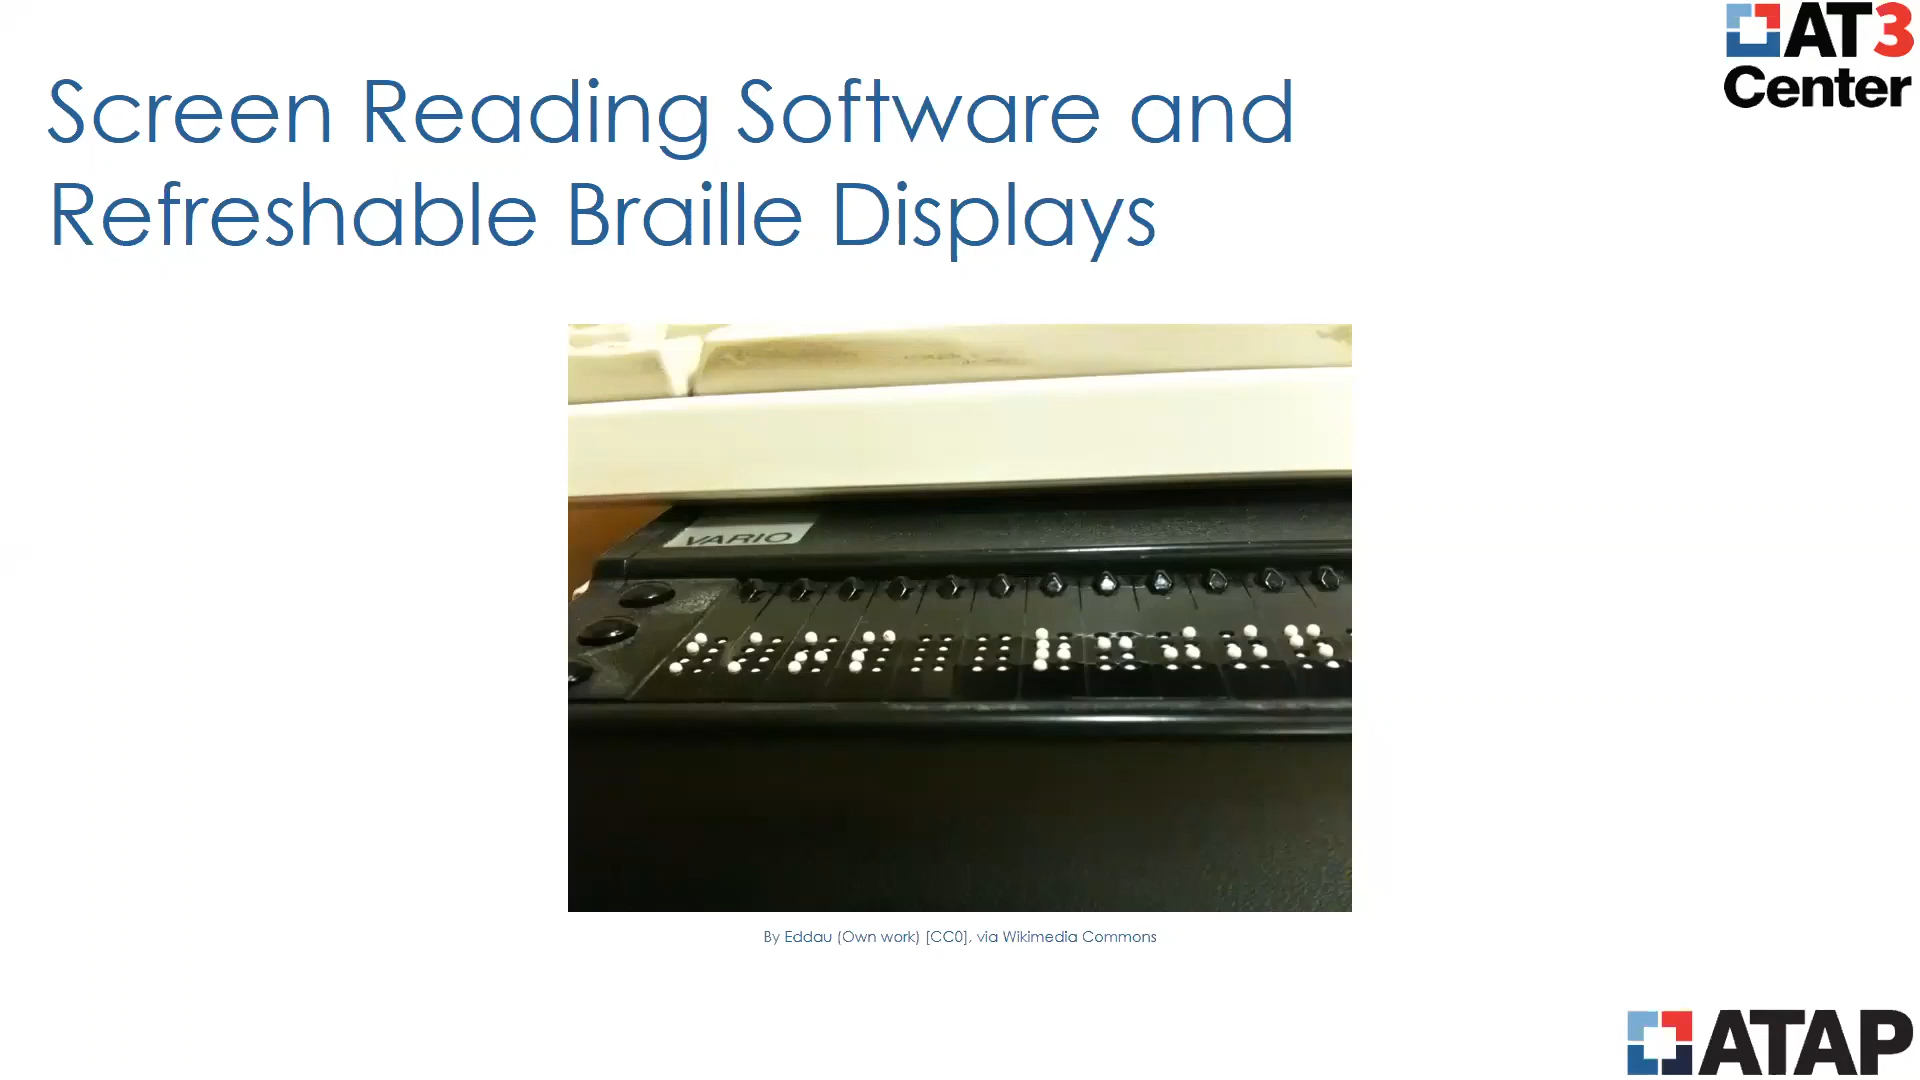 Screen Reading Software and
Refreshable Braille Displays
AT3
Center
VARIO
By Eddau (Own work) [CC0], via Wikimedia Commons
ATAP